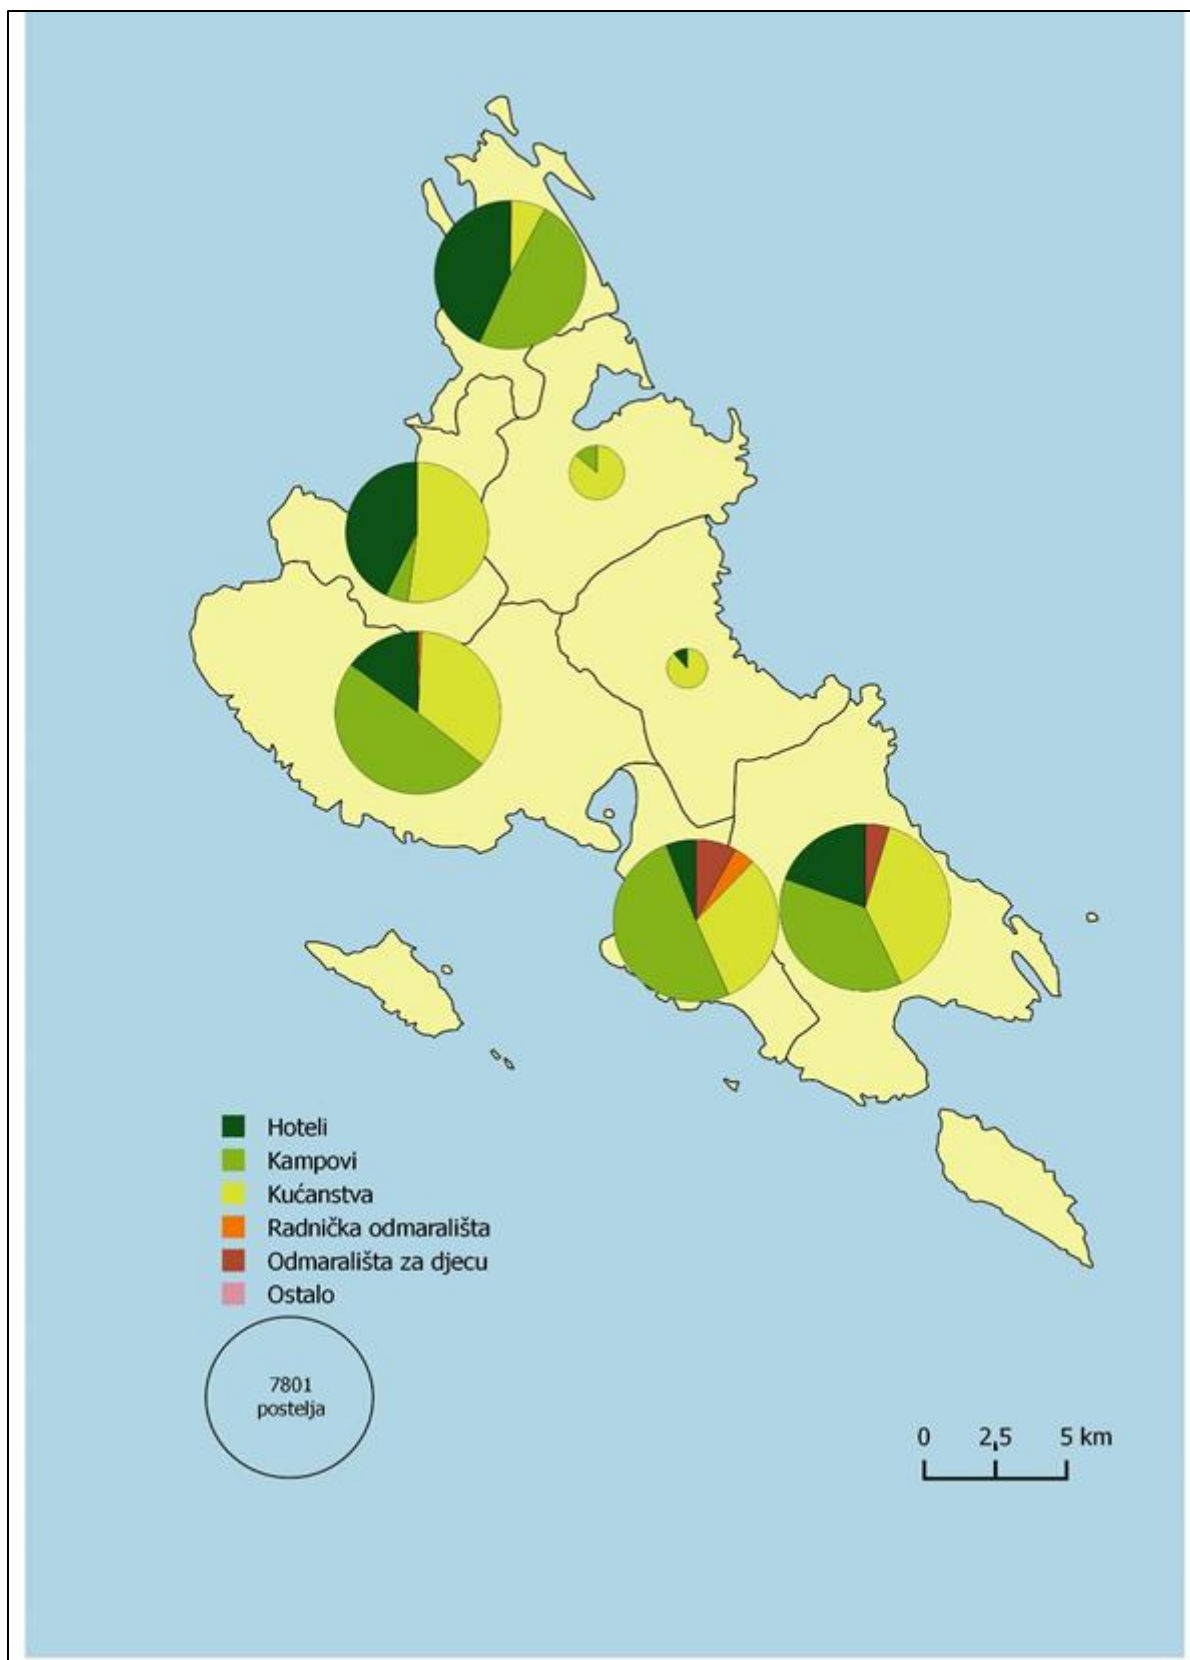 Hoteli
Kampovi
Kućanstva
Radnička odmarališta
Odmarališta za djecu
Ostalo
7801
postelja
0 2,5 5 km